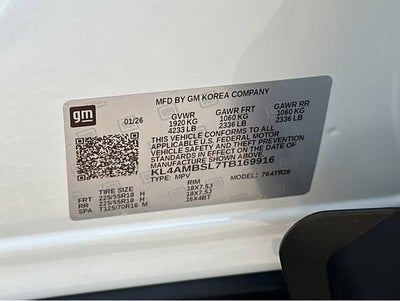 gm
MFD BY GM KOREA COMPANY
01/26 GVWR GAWR FRT GAWR RR
1920 KG 1060 KG 1060 KG
4233 LB 2336 LB 2336 LB
THIS VEHICLE CONFORMS TO ALL
APPLICABLE U.S. FEDERAL MOTOR
VEHICLE SAFETY AND THEFT PREVENTION
STANDARDS IN EFFECT ON THE DATE OF
MANUFACTURE SHOWN ABOVE.
KL4AMBSL7TB169916
TYPE: MPV MODEL: 764TR26
TIRE SIZE RIM
FRT 225/55R18 H 18X7.5J
RR 225/55R18 H 18X7.5J
SPA T125/70R16 M 16X4BT